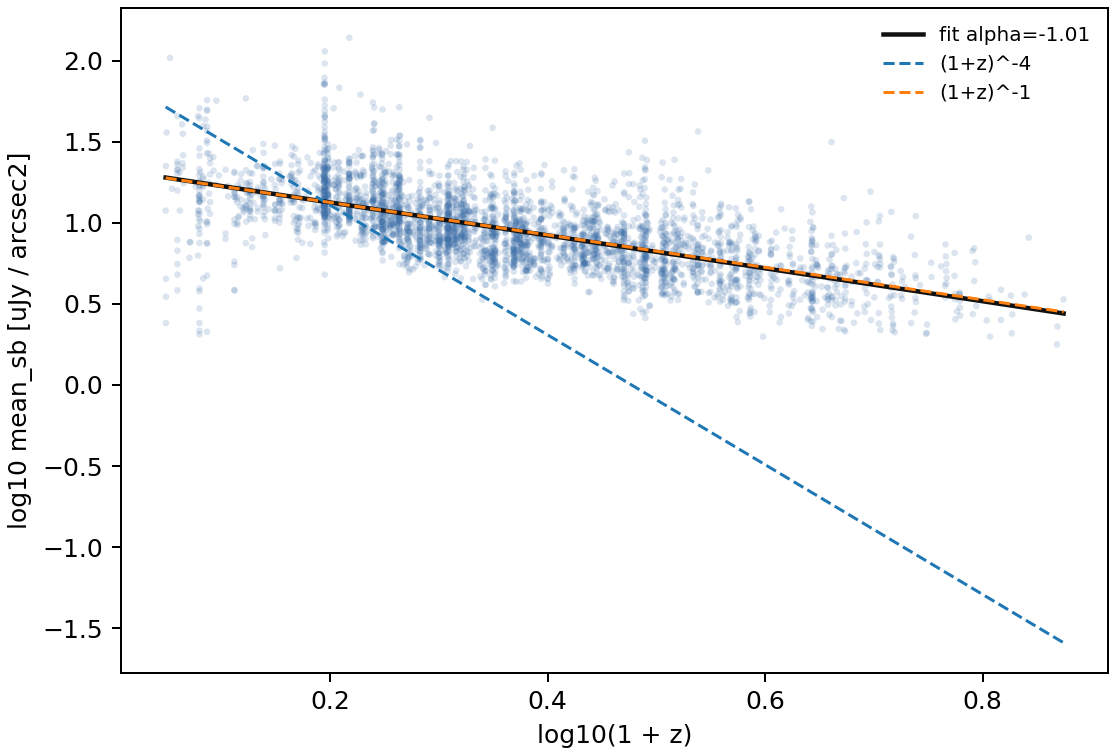 fit alpha=-1.01
(1+z)^-4
(1+z)^-1
log10 mean_sb [uJy / arcsec2]
2.0
1.5
1.0
0.5
0.0
−0.5
−1.0
−1.5
0.2 0.4 0.6 0.8
log10(1 + z)